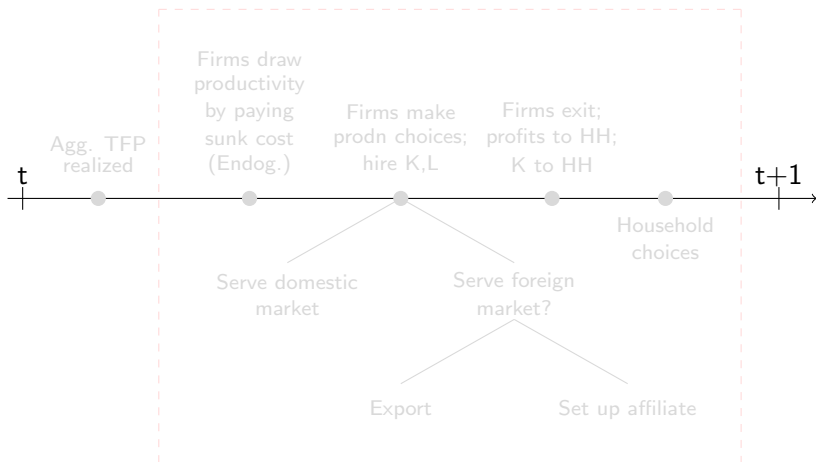 Firms draw
productivity
by paying
sunk cost
(Endog.)
Firms make
prodn choices;
hire K,L
Firms exit;
profits to HH;
K to HH
Agg. TFP
realized
t
t+1
Household
choices
Serve domestic
market
Serve foreign
market?
Export
Set up affiliate